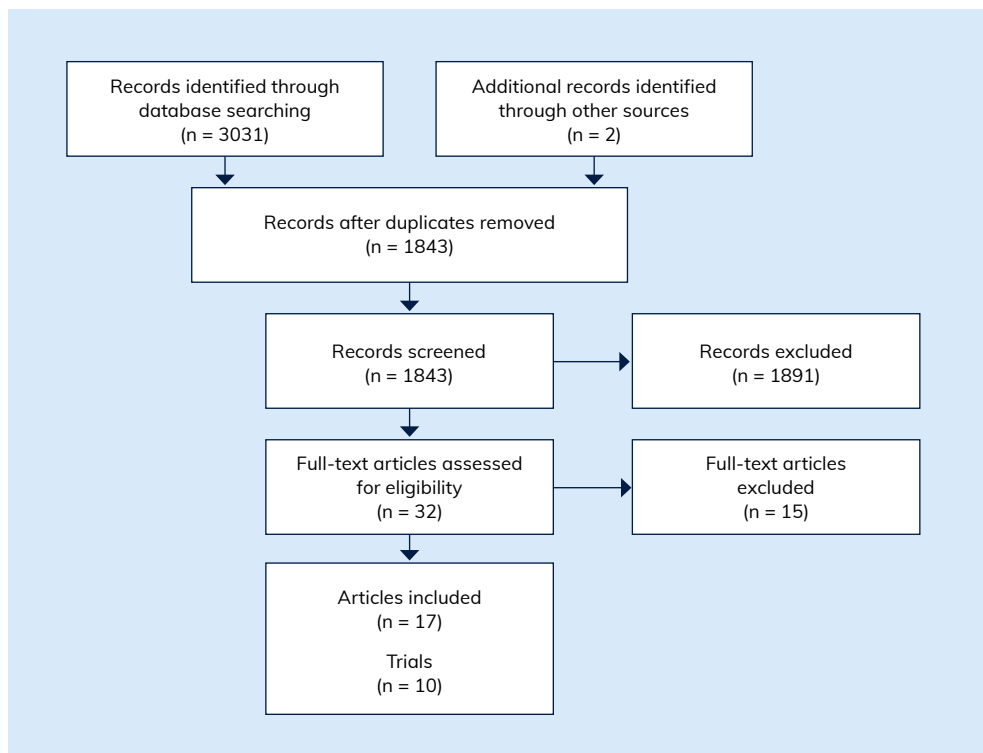 Records identified through
database searching
(n = 3031)
Additional records identified
through other sources
(n = 2)
Records after duplicates removed
(n = 1843)
Records screened
(n = 1843)
Records excluded
(n = 1891)
Full-text articles assessed
for eligibility
(n = 32)
Full-text articles
excluded
(n = 15)
Articles included
(n = 17)
Trials
(n = 10)